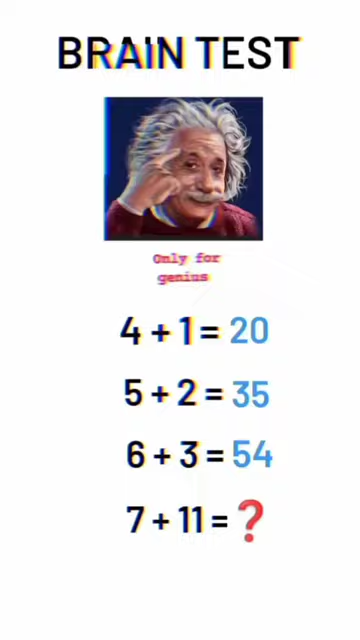 BRAIN TEST
Only for
genius
4 + 1 = 20
5 + 2 = 35
6 + 3 = 54
7 + 11 = ❓